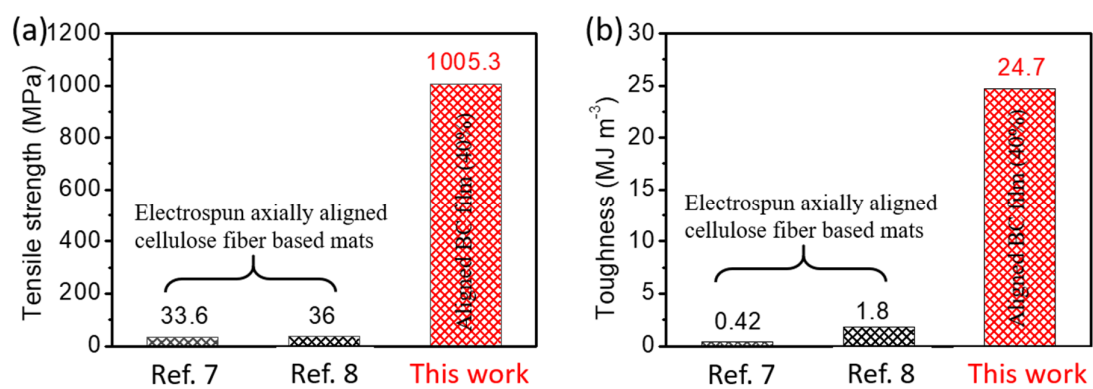 (a)
Tensile strength (MPa)
1200
1000
800
600
400
200
0
1005.3
Electrospun axially aligned
cellulose fiber based mats
33.6
36
Aligned BC film (40%)
Ref. 7
Ref. 8
This work
(b)
Toughness (MJ m⁻³)
30
25
20
15
10
5
0
24.7
Electrospun axially aligned
cellulose fiber based mats
0.42
1.8
Aligned BC film (40%)
Ref. 7
Ref. 8
This work